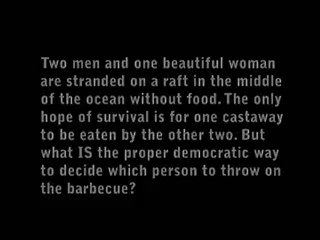 Two men and one beautiful woman
are stranded on a raft in the middle
of the ocean without food. The only
hope of survival is for one castaway
to be eaten by the other two. But
what IS the proper democratic way
to decide which person to throw on
the barbecue?